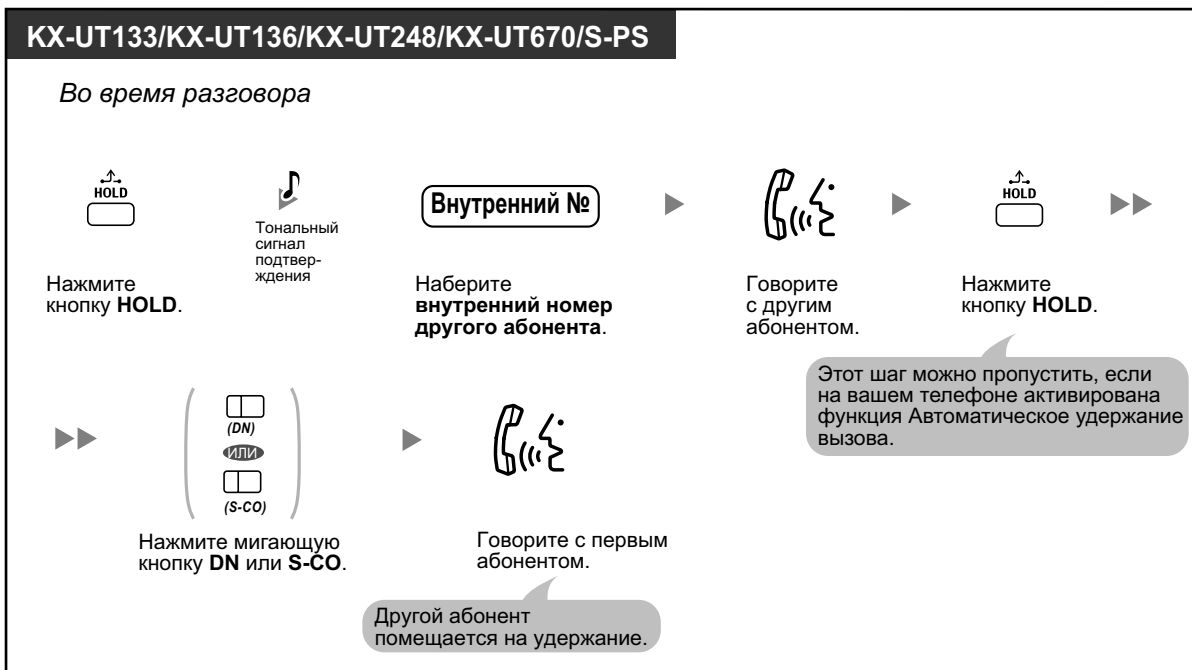 KX-UT133/KX-UT136/KX-UT248/KX-UT670/S-PS
Во время разговора
HOLD
Нажмите
кнопку HOLD.
Тональный
сигнал
подтвер-
ждения
Внутренний №
Наберите
внутренний номер
другого абонента.
Говорите
с другим
абонентом.
HOLD
Нажмите
кнопку HOLD.
Этот шаг можно пропустить, если
на вашем телефоне активирована
функция Автоматическое удержание
вызова.
(DN)
ИЛИ
(S-CO)
Нажмите мигающую
кнопку DN или S-CO.
Говорите с первым
абонентом.
Другой абонент
помещается на удержание.